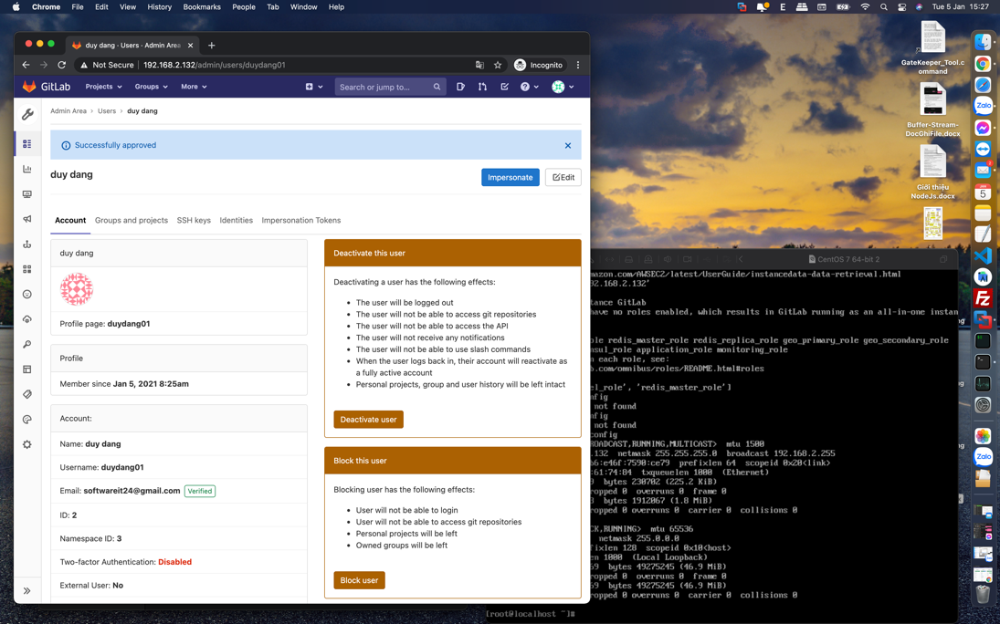 Chrome File Edit View History Bookmarks People Tab Window Help
E
Tue 5 Jan 15:27
duy dang · Users · Admin Area
Not Secure
192.168.2.132/admin/users/duydang01
Incognito
GitLab
Projects
Groups
More
Search or jump to...
Admin Area > Users > duy dang
Successfully approved
duy dang
Impersonate
Edit
Account
Groups and projects
SSH keys
Identities
Impersonation Tokens
duy dang
Profile page: duydang01
Profile
Member since Jan 5, 2021 8:25am
Account:
Name: duy dang
Username: duydang01
Email: softwareit24@gmail.com Verified
ID: 2
Namespace ID: 3
Two-factor Authentication: Disabled
External User: No
Deactivate this user
Deactivating a user has the following effects:
The user will be logged out
The user will not be able to access git repositories
The user will not be able to access the API
The user will not receive any notifications
The user will not be able to use slash commands
When the user logs back in, their account will reactivate as
a fully active account
Personal projects, group and user history will be left intact
Deactivate user
Block this user
Blocking user has the following effects:
User will not be able to login
User will not be able to access git repositories
Personal projects will be left
Owned groups will be left
Block user
GateKeeper_Tool.c
ommand
Buffer-Stream-
DocGhiFile.docx
Giới thiệu
NodeJs.docx
CentOS 7 64-bit 2
mazon.com/AWSEC2/latest/UserGuide/instancedata-retrieval.html
92.168.2.132'
tance GitLab
have no roles enabled, which results in GitLab running as an all-in-one instan
ole redis_master_role redis_replica_role geo_primary_role geo_secondary_role
nsul_role application_role monitoring_role
n each role, see:
b.com/omnibus/roles/README.html#roles
el_role', 'redis_master_role']
nfig
not found
nfig
not found
config
ROADCAST,RUNNING,MULTICAST> mtu 1500
.132 netmask 255.255.255.0 broadcast 192.168.2.255
b6:e46f:7590:ce79 prefixlen 64 scopeid 0x20<link>
:61:74:84 txqueuelen 1000 (Ethernet)
9 bytes 230702 (225.2 KiB)
ropped 0 overruns 0 frame 0
3 bytes 1912067 (1.8 MiB)
ropped 0 overruns 0 carrier 0 collisions 0
CK,RUNNING> mtu 65536
netmask 255.0.0.0
fixlen 128 scopeid 0x10<host>
len 1000 (Local Loopback)
69 bytes 49275245 (46.9 MiB)
ropped 0 overruns 0 frame 0
69 bytes 49275245 (46.9 MiB)
ropped 0 overruns 0 carrier 0 collisions 0
[root@localhost ~]#
Zalo
JAN
5
Zalo